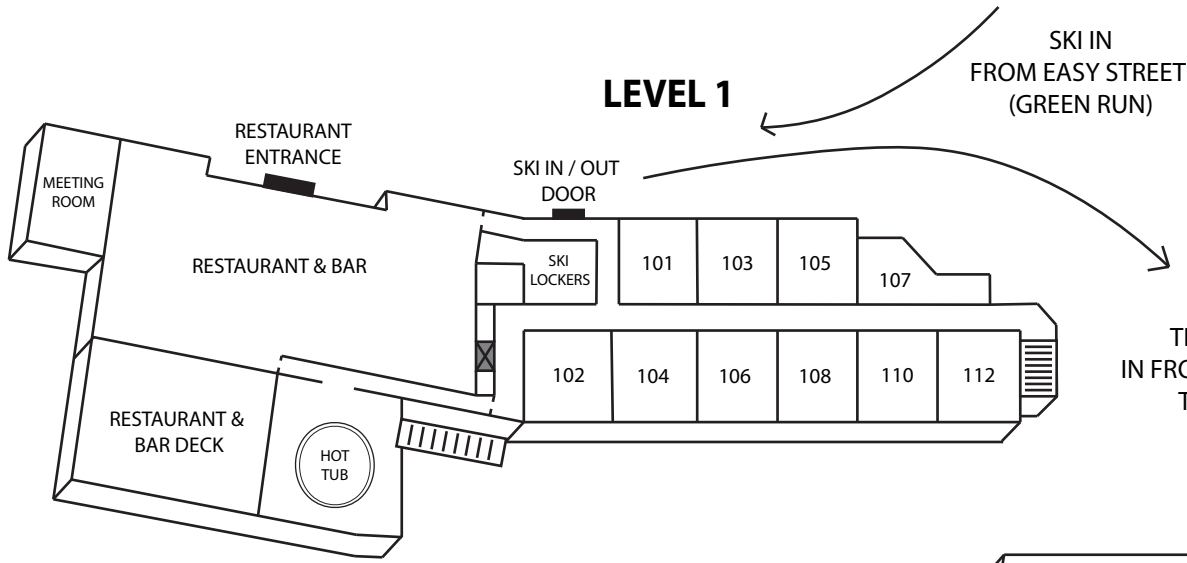 LEVEL 1
SKI IN
FROM EASY STREET
(GREEN RUN)
RESTAURANT
ENTRANCE
SKI IN / OUT
DOOR
MEETING
ROOM
RESTAURANT & BAR
SKI
LOCKERS
101
103
105
107
102
104
106
108
110
112
RESTAURANT &
BAR DECK
HOT
TUB